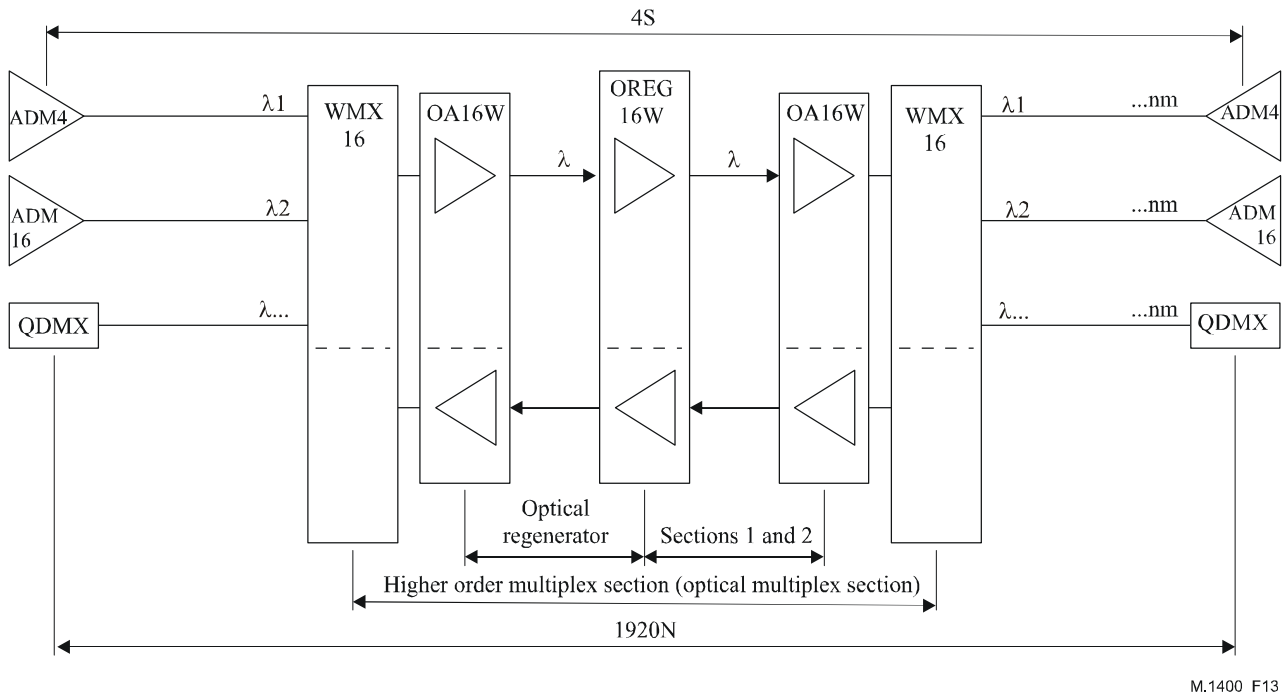 4S
ADM4
λ1
WMX
16
OA16W
OREG
16W
OA16W
WMX
16
λ1
...nm
ADM4
λ
λ
ADM
16
λ2
λ2
...nm
ADM
16
QDMX
λ...
λ...
...nm
QDMX
Optical
regenerator
Sections 1 and 2
Higher order multiplex section (optical multiplex section)
1920N
M.1400_F13